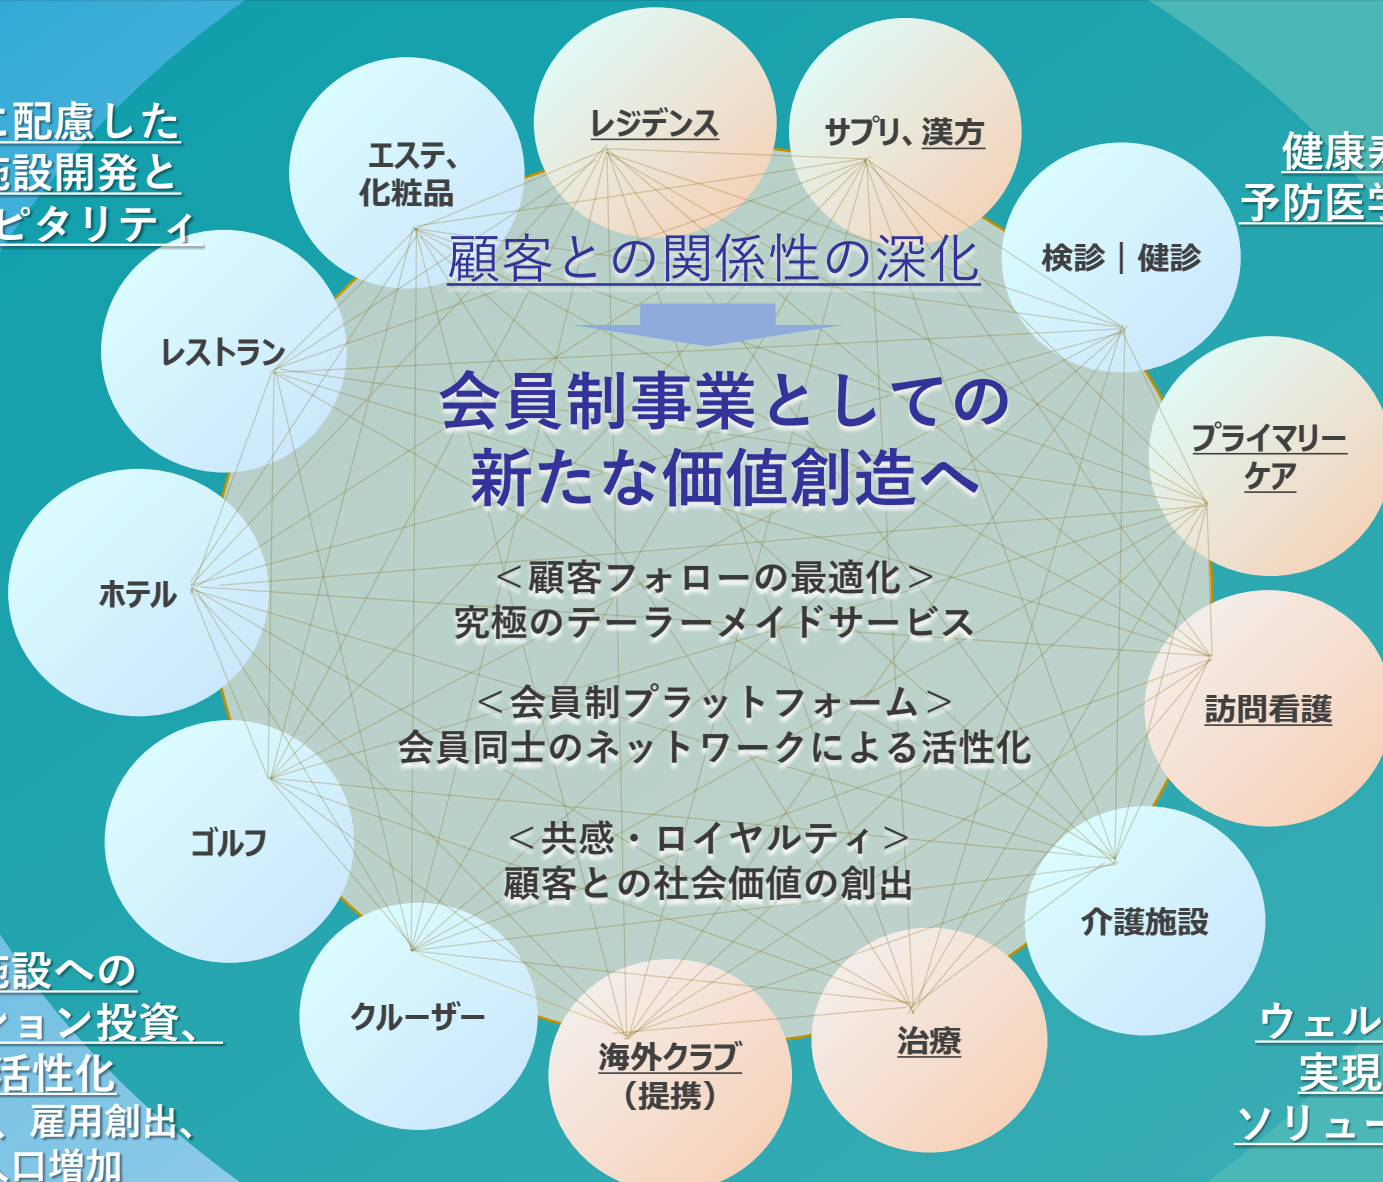 配慮した
施設開発と
ピタリティ
エステ、
化粧品
レジデンス
サプリ、漢方
健康寿
予防医学
検診｜健診
レストラン
顧客との関係性の深化
会員制事業としての
新たな価値創造へ
プライマリー
ケア
ホテル
＜顧客フォローの最適化＞
究極のテーラーメイドサービス
＜会員制プラットフォーム＞
会員同士のネットワークによる活性化
訪問看護
ゴルフ
＜共感・ロイヤルティ＞
顧客との社会価値の創出
介護施設
クルーザー
海外クラブ
（提携）
治療
施設への
ション投資、
活性化
、雇用創出、
人口増加
ウェル
実現
ソリュー